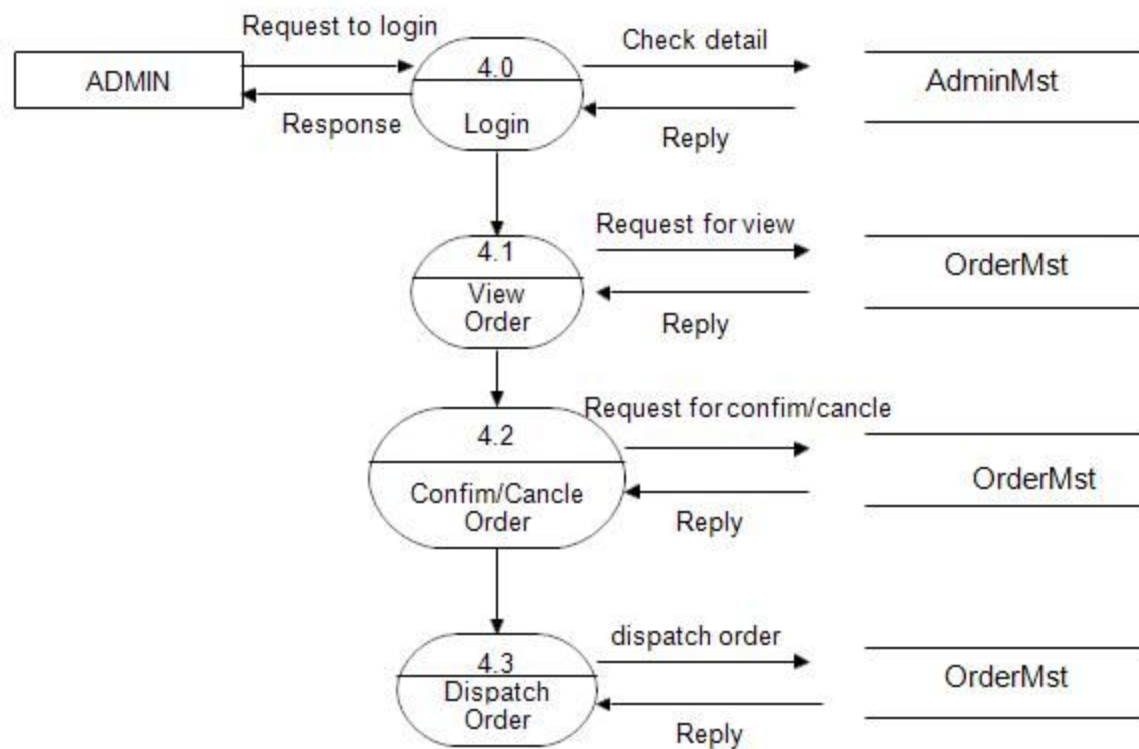 Request to login
Check detail
ADMIN
4.0
AdminMst
Response
Login
Reply
Request for view
4.1
OrderMst
View
Order
Reply
Request for confim/cancle
4.2
OrderMst
Confim/Cancle
Order
Reply
dispatch order
4.3
OrderMst
Dispatch
Order
Reply